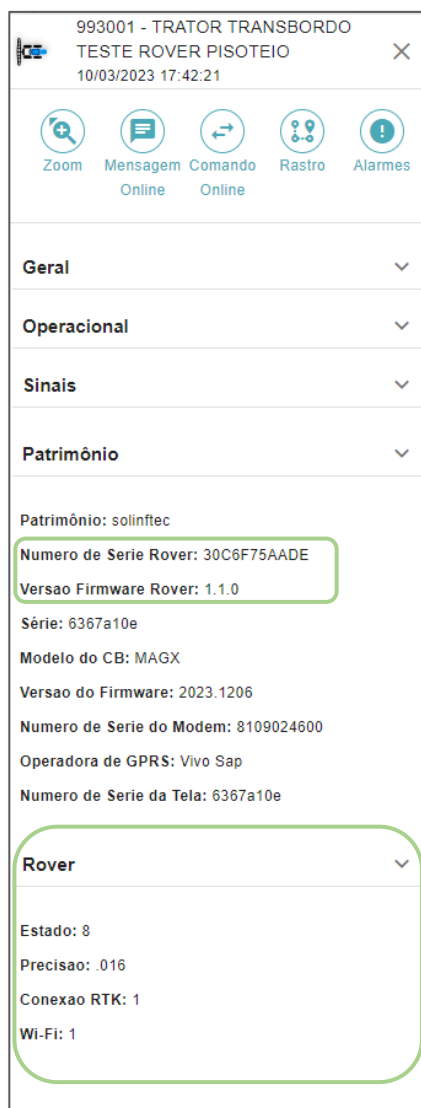 993001 - TRATOR TRANSBORDO
TESTE ROVER PISOTEIO
10/03/2023 17:42:21
Zoom
Mensagem Online
Comando Online
Rastro
Alarmes
Geral
Operacional
Sinais
Patrimônio
Patrimônio: solinftec
Numero de Serie Rover: 30C6F75AADE
Versao Firmware Rover: 1.1.0
Série: 6367a10e
Modelo do CB: MAGX
Versao do Firmware: 2023.1206
Numero de Serie do Modem: 8109024600
Operadora de GPRS: Vivo Sap
Numero de Serie da Tela: 6367a10e
Rover
Estado: 8
Precisao: .016
Conexao RTK: 1
Wi-Fi: 1